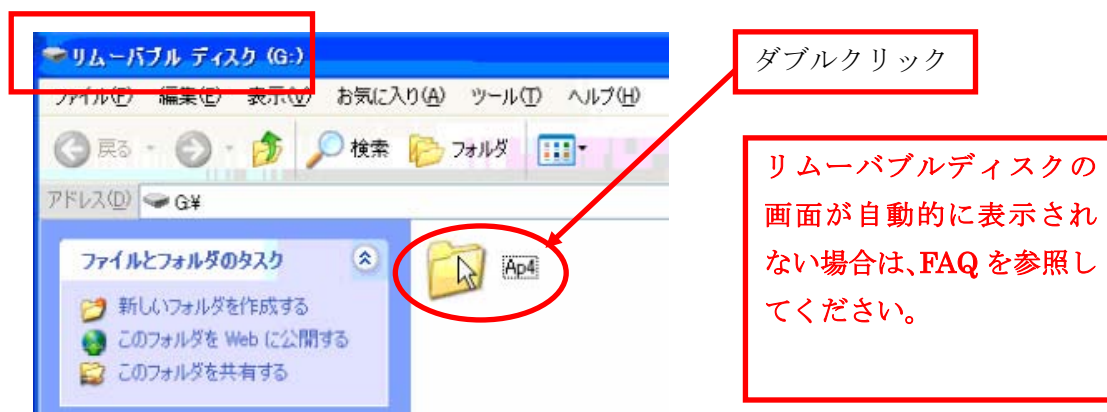 リムーバブル ディスク (G:)
ファイル(F) 編集(E) 表示(V) お気に入り(A) ツール(T) ヘルプ(H)
戻る 検索 フォルダ
アドレス(D) G:¥
ファイルとフォルダのタスク
新しいフォルダを作成する
このフォルダを Web に公開する
このフォルダを共有する
Ap4
ダブルクリック
リムーバブルディスクの
画面が自動的に表示され
ない場合は、FAQ を参照し
てください。